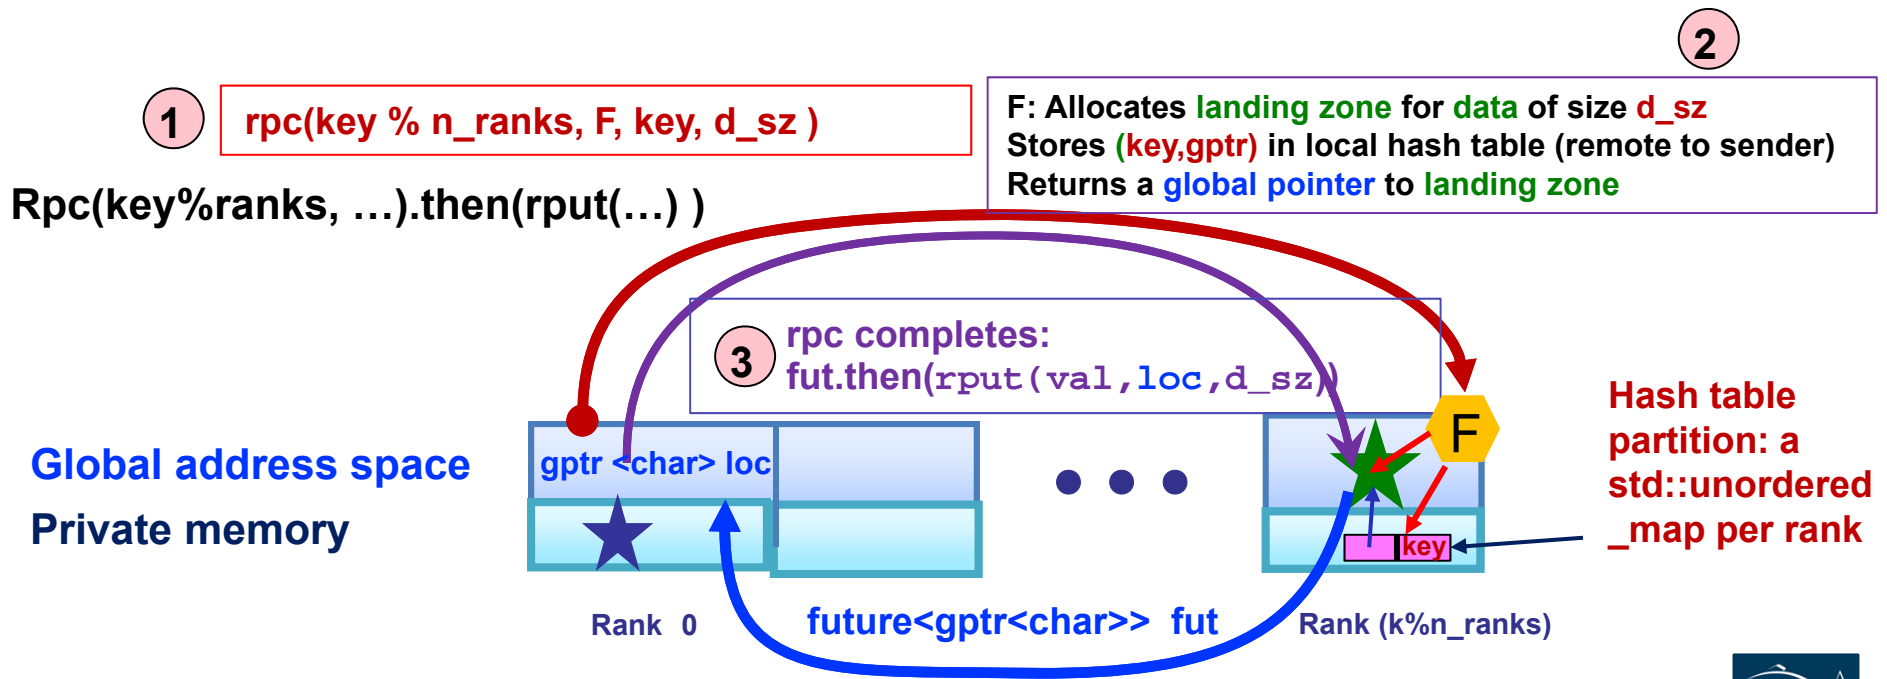 2
1
rpc(key % n_ranks, F, key, d_sz )
F: Allocates landing zone for data of size d_sz
Stores (key,gptr) in local hash table (remote to sender)
Returns a global pointer to landing zone
Rpc(key%ranks, …).then(rput(…) )
3
rpc completes:
fut.then(rput(val,loc,d_sz))
F
Hash table
partition: a
std::unordered
_map per rank
Global address space
gptr <char> loc
Private memory
key
Rank 0
future<gptr<char>> fut
Rank (k%n_ranks)